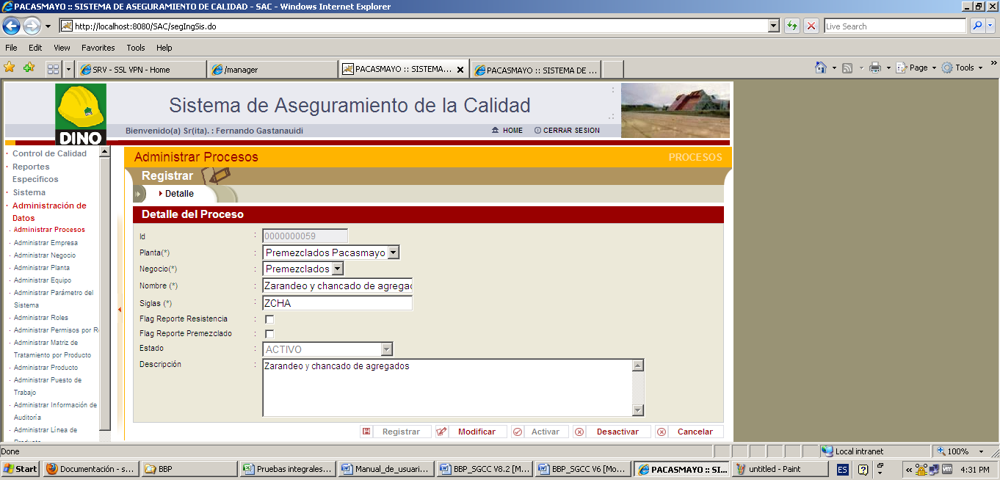 PACASMAYO :: SISTEMA DE ASEGURAMIENTO DE CALIDAD - SAC - Windows Internet Explorer
http://localhost:8080/SAC/segIngSis.do
Live Search
File Edit View Favorites Tools Help
SRV - SSL VPN - Home
/manager
PACASMAYO :: SISTEMA...
PACASMAYO :: SISTEMA DE ...
Page
Tools
DINO
Sistema de Aseguramiento de la Calidad
Bienvenido(a) Sr(ita). : Fernando Gastanauidi
HOME
CERRAR SESION
Control de Calidad
Reportes
Específicos
Sistema
Administración de
Datos
Administrar Procesos
Administrar Empresa
Administrar Negocio
Administrar Planta
Administrar Equipo
Administrar Parámetro del
Sistema
Administrar Roles
Administrar Permisos por R
Administrar Matriz de
Tratamiento por Producto
Administrar Producto
Administrar Puesto de
Trabajo
Administrar Información de
Auditoría
Administrar Línea de
Administrar Procesos
PROCESOS
Registrar
Detalle
Detalle del Proceso
Id : 0000000059
Planta(*) : Premezclados Pacasmayo
Negocio(*) : Premezclados
Nombre (*) : Zarandeo y chancado de agregad
Siglas (*) : ZCHA
Flag Reporte Resistencia :
Flag Reporte Premezclado :
Estado : ACTIVO
Descripción : Zarandeo y chancado de agregados
Registrar
Modificar
Activar
Desactivar
Cancelar
Done
Local intranet
100%
Start
Documentación - s...
BBP
Pruebas integrales...
Manual_de_usuari...
BBP_SGCC V8.2 [M...
BBP_SGCC V6 [Mo...
PACASMAYO :: SI...
untitled - Paint
ES
4:31 PM